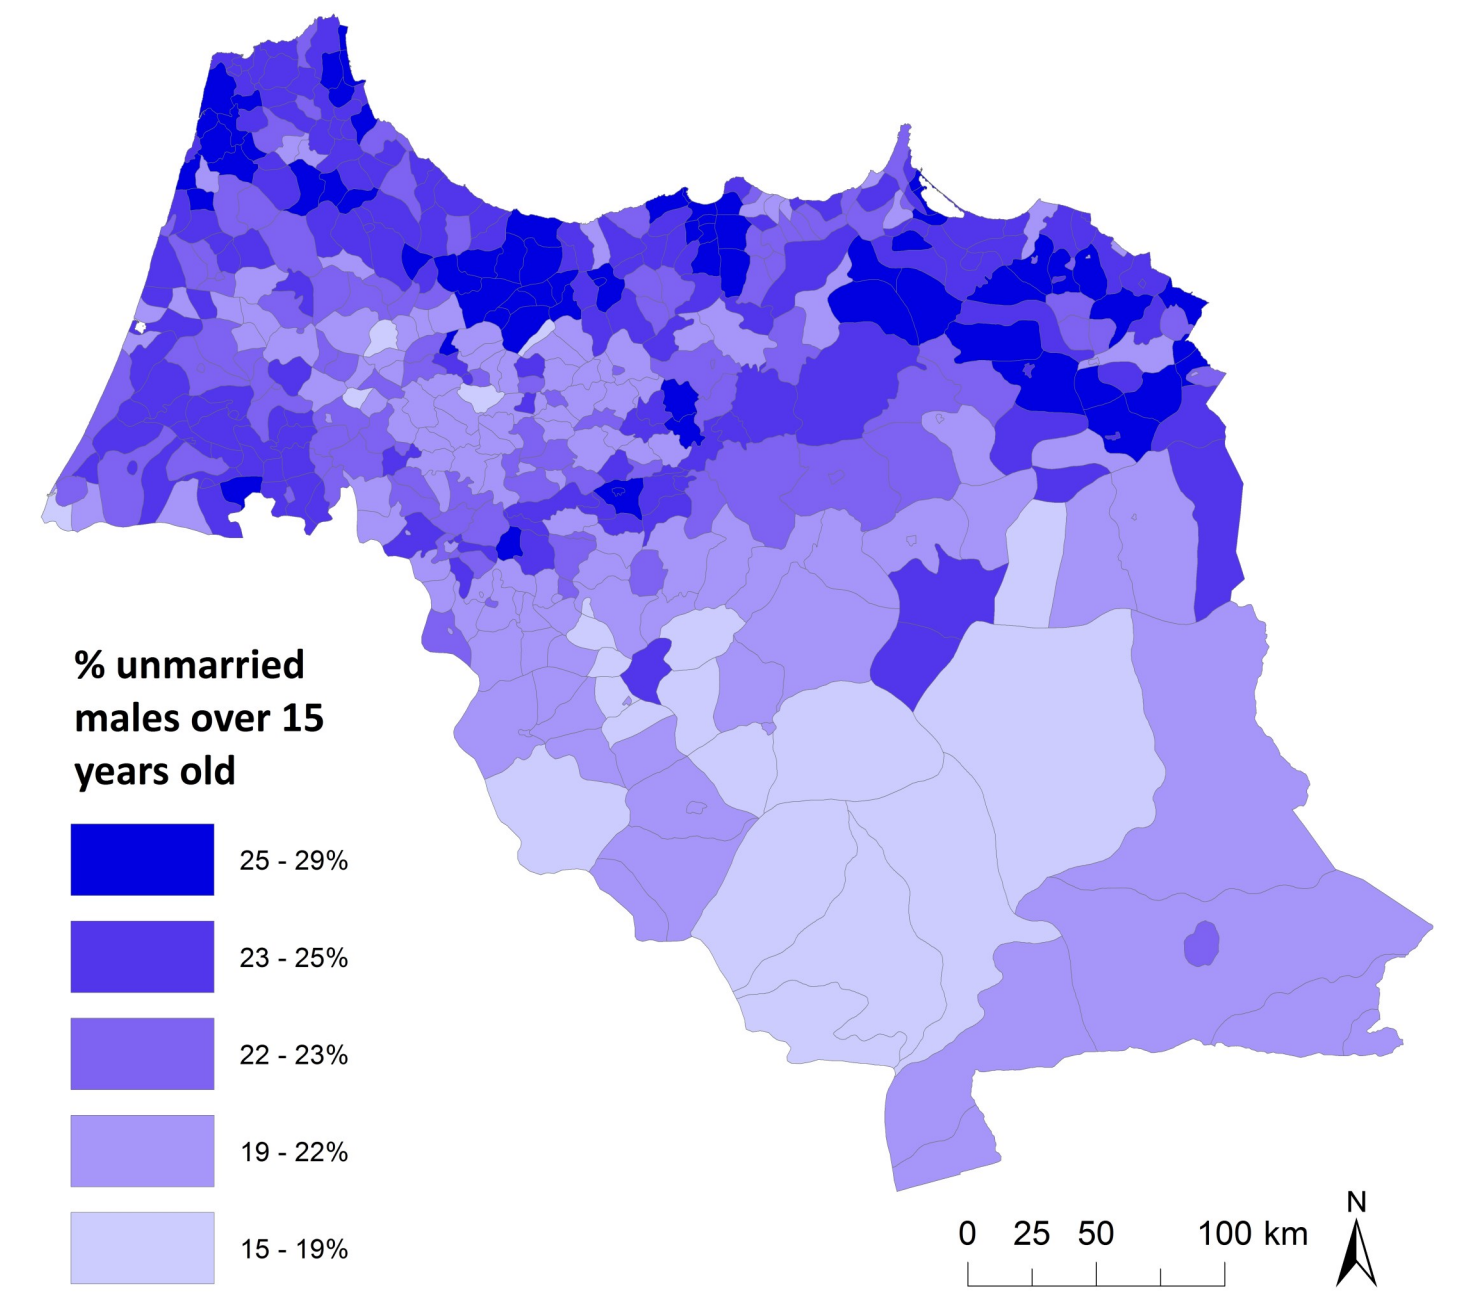 % unmarried
males over 15
years old
25 - 29%
23 - 25%
22 - 23%
19 - 22%
15 - 19%
N
0 25 50 100 km